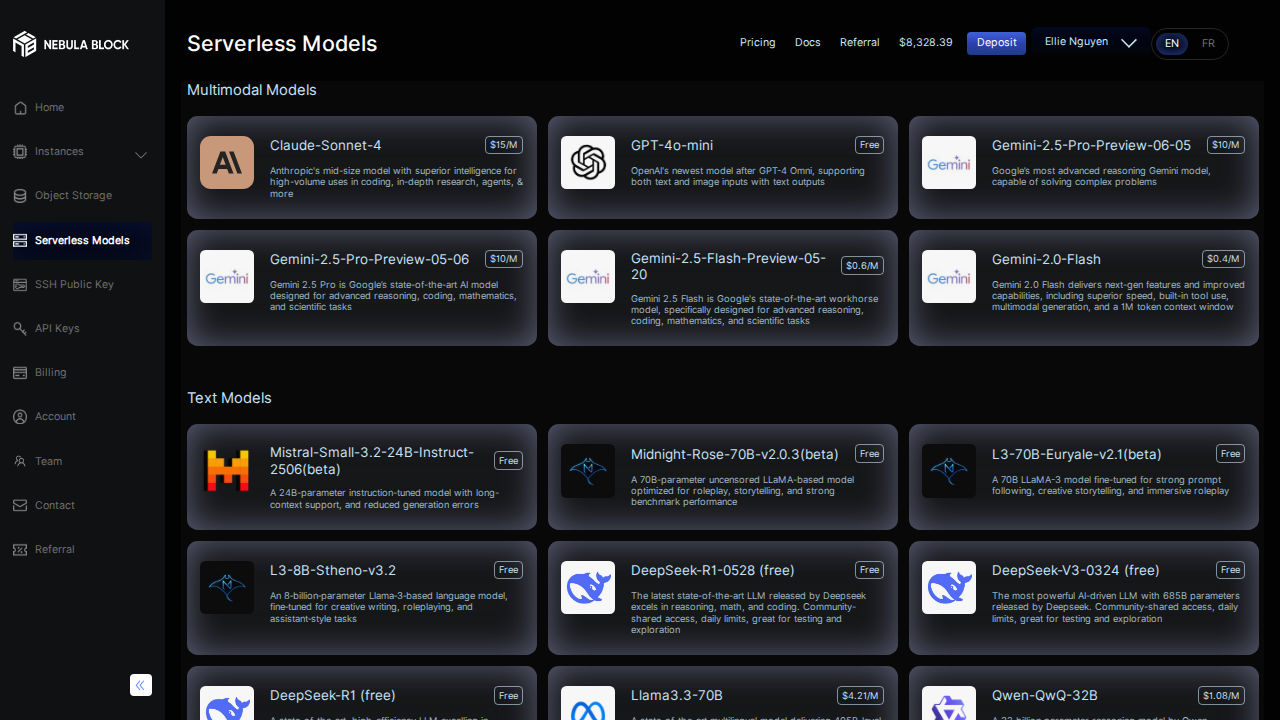 NEBULA BLOCK
Home
Instances
Object Storage
Serverless Models
SSH Public Key
API Keys
Billing
Account
Team
Contact
Referral
Serverless Models
Pricing
Docs
Referral
$8,328.39
Deposit
Ellie Nguyen
EN
FR
Multimodal Models
Claude-Sonnet-4
$15/M
Anthropic's mid-size model with superior intelligence for
high-volume uses in coding, in-depth research, agents, &
more
GPT-4o-mini
Free
OpenAI's newest model after GPT-4 Omni, supporting
both text and image inputs with text outputs
Gemini
Gemini-2.5-Pro-Preview-06-05
$10/M
Google's most advanced reasoning Gemini model,
capable of solving complex problems
Gemini
Gemini-2.5-Pro-Preview-05-06
$10/M
Gemini 2.5 Pro is Google's state-of-the-art AI model
designed for advanced reasoning, coding, mathematics,
and scientific tasks
Gemini
Gemini-2.5-Flash-Preview-05-
20
$0.6/M
Gemini 2.5 Flash is Google's state-of-the-art workhorse
model, specifically designed for advanced reasoning,
coding, mathematics, and scientific tasks
Gemini
Gemini-2.0-Flash
$0.4/M
Gemini 2.0 Flash delivers next-gen features and improved
capabilities, including superior speed, built-in tool use,
multimodal generation, and a 1M token context window
Text Models
Mistral-Small-3.2-24B-Instruct-
2506(beta)
Free
A 24B-parameter instruction-tuned model with long-
context support, and reduced generation errors
Midnight-Rose-70B-v2.0.3(beta)
Free
A 70B-parameter uncensored LLaMA-based model
optimized for roleplay, storytelling, and strong
benchmark performance
L3-70B-Euryale-v2.1(beta)
Free
A 70B LLaMA-3 model fine-tuned for strong prompt
following, creative storytelling, and immersive roleplay
L3-8B-Stheno-v3.2
Free
An 8-billion-parameter Llama-3-based language model,
fine-tuned for creative writing, roleplaying, and
assistant-style tasks
DeepSeek-R1-0528 (free)
Free
The latest state-of-the-art LLM released by Deepseek
excels in reasoning, math, and coding. Community-
shared access, daily limits, great for testing and
exploration
DeepSeek-V3-0324 (free)
Free
The most powerful AI-driven LLM with 685B parameters
released by Deepseek. Community-shared access, daily
limits, great for testing and exploration
DeepSeek-R1 (free)
Free
Llama3.3-70B
$4.21/M
Qwen-QwQ-32B
$1.08/M